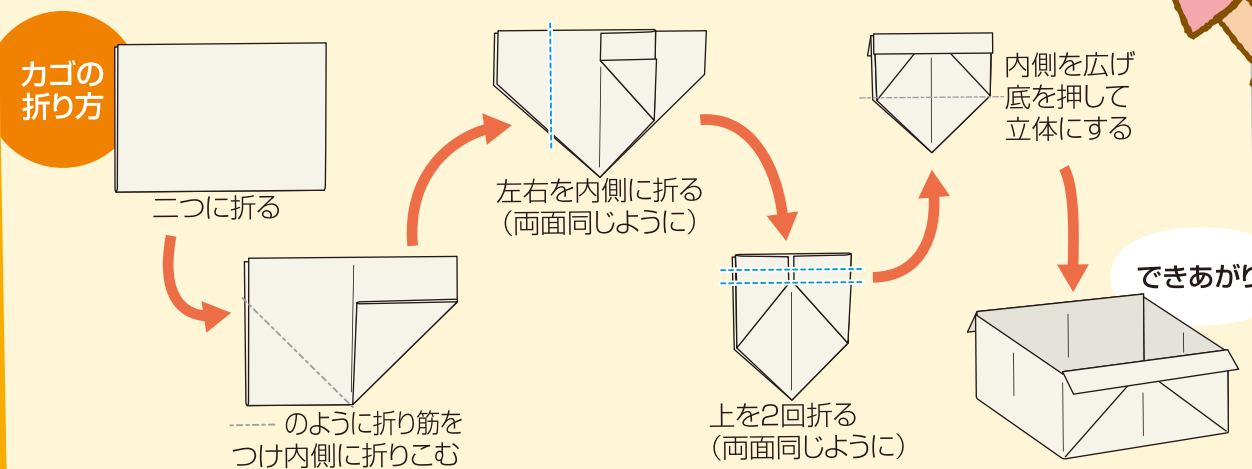 カゴの
折り方
二つに折る
のように折り筋を
つけ内側に折りこむ
左右を内側に折る
（両面同じように）
上を2回折る
（両面同じように）
内側を広げ
底を押して
立体にする
できあがり